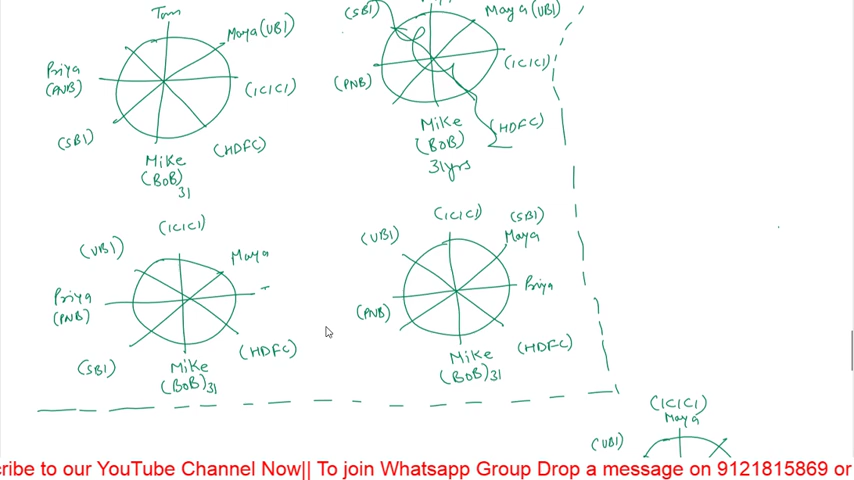 Tom
Maya (UBI)
Priya
(PNB)
(ICICI)
(SBI)
(HDFC)
Mike
(BOB)
31
(SBI)
Maya (UBI)
(ICICI)
(PNB)
(HDFC)
Mike
(BOB)
31yrs
(ICICI)
(UBI)
Maya
Priya
(PNB)
(HDFC)
(SBI)
Mike
(BOB) 31
(ICICI)
(SBI)
Maya
(UBI)
Priya
(PNB)
(HDFC)
Mike
(BOB) 31
(ICICI)
Maya
(UBI)
cribe to our YouTube Channel Now|| To join Whatsapp Group Drop a message on 9121815869 or